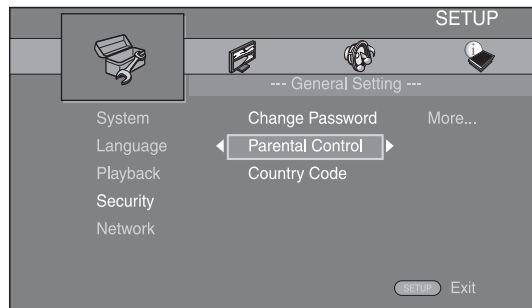 SETUP
--- General Setting ---
System
Change Password
More...
Language
Parental Control
Playback
Country Code
Security
Network
SETUP Exit